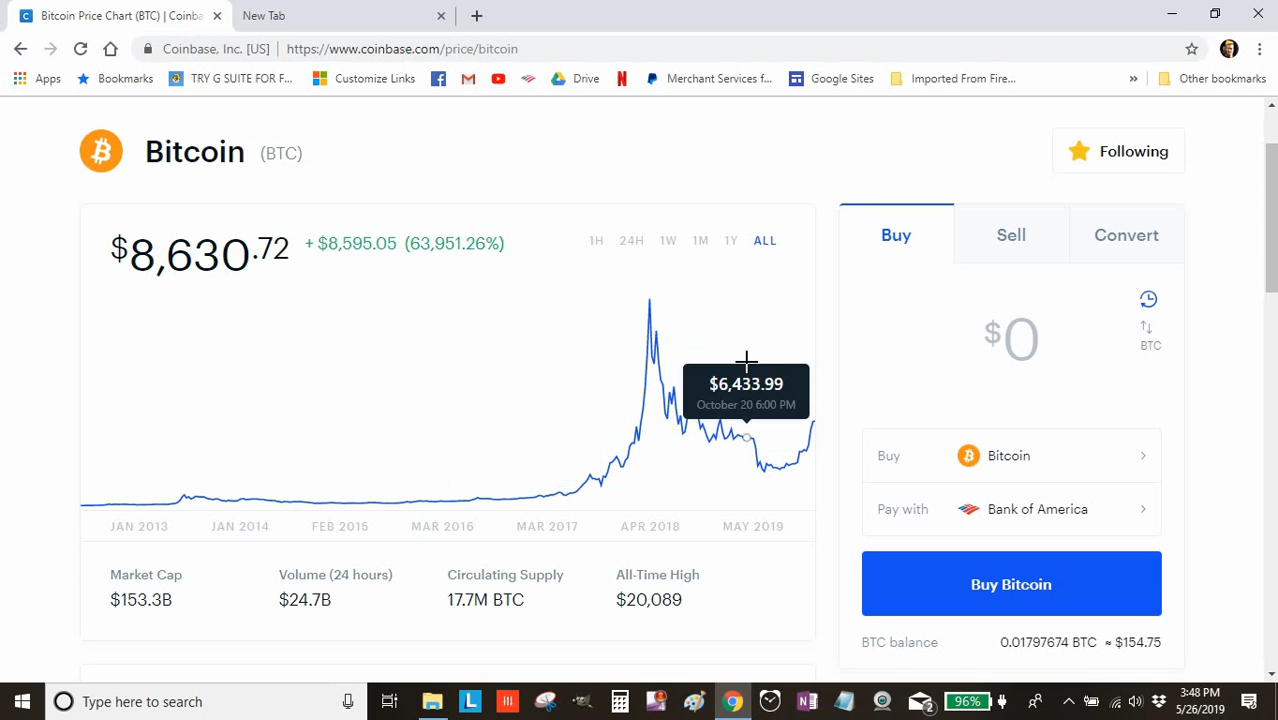 Bitcoin Price Chart (BTC) | Coinba
New Tab
Coinbase, Inc. [US] https://www.coinbase.com/price/bitcoin
Apps Bookmarks TRY G SUITE FOR F... Customize Links Drive Merchant Services f... Google Sites Imported From Fire... » Other bookmarks
Bitcoin (BTC)
Following
$8,630.72 + $8,595.05 (63,951.26%)
1H 24H 1W 1M 1Y ALL
$6,433.99
October 20 6:00 PM
JAN 2013 JAN 2014 FEB 2015 MAR 2016 MAR 2017 APR 2018 MAY 2019
Market Cap Volume (24 hours) Circulating Supply All-Time High
$153.3B $24.7B 17.7M BTC $20,089
Buy Sell Convert
$0
BTC
Buy Bitcoin
Pay with Bank of America
Buy Bitcoin
BTC balance 0.01797674 BTC ≈ $154.75
Type here to search
2
96%
3:48 PM
5/26/2019